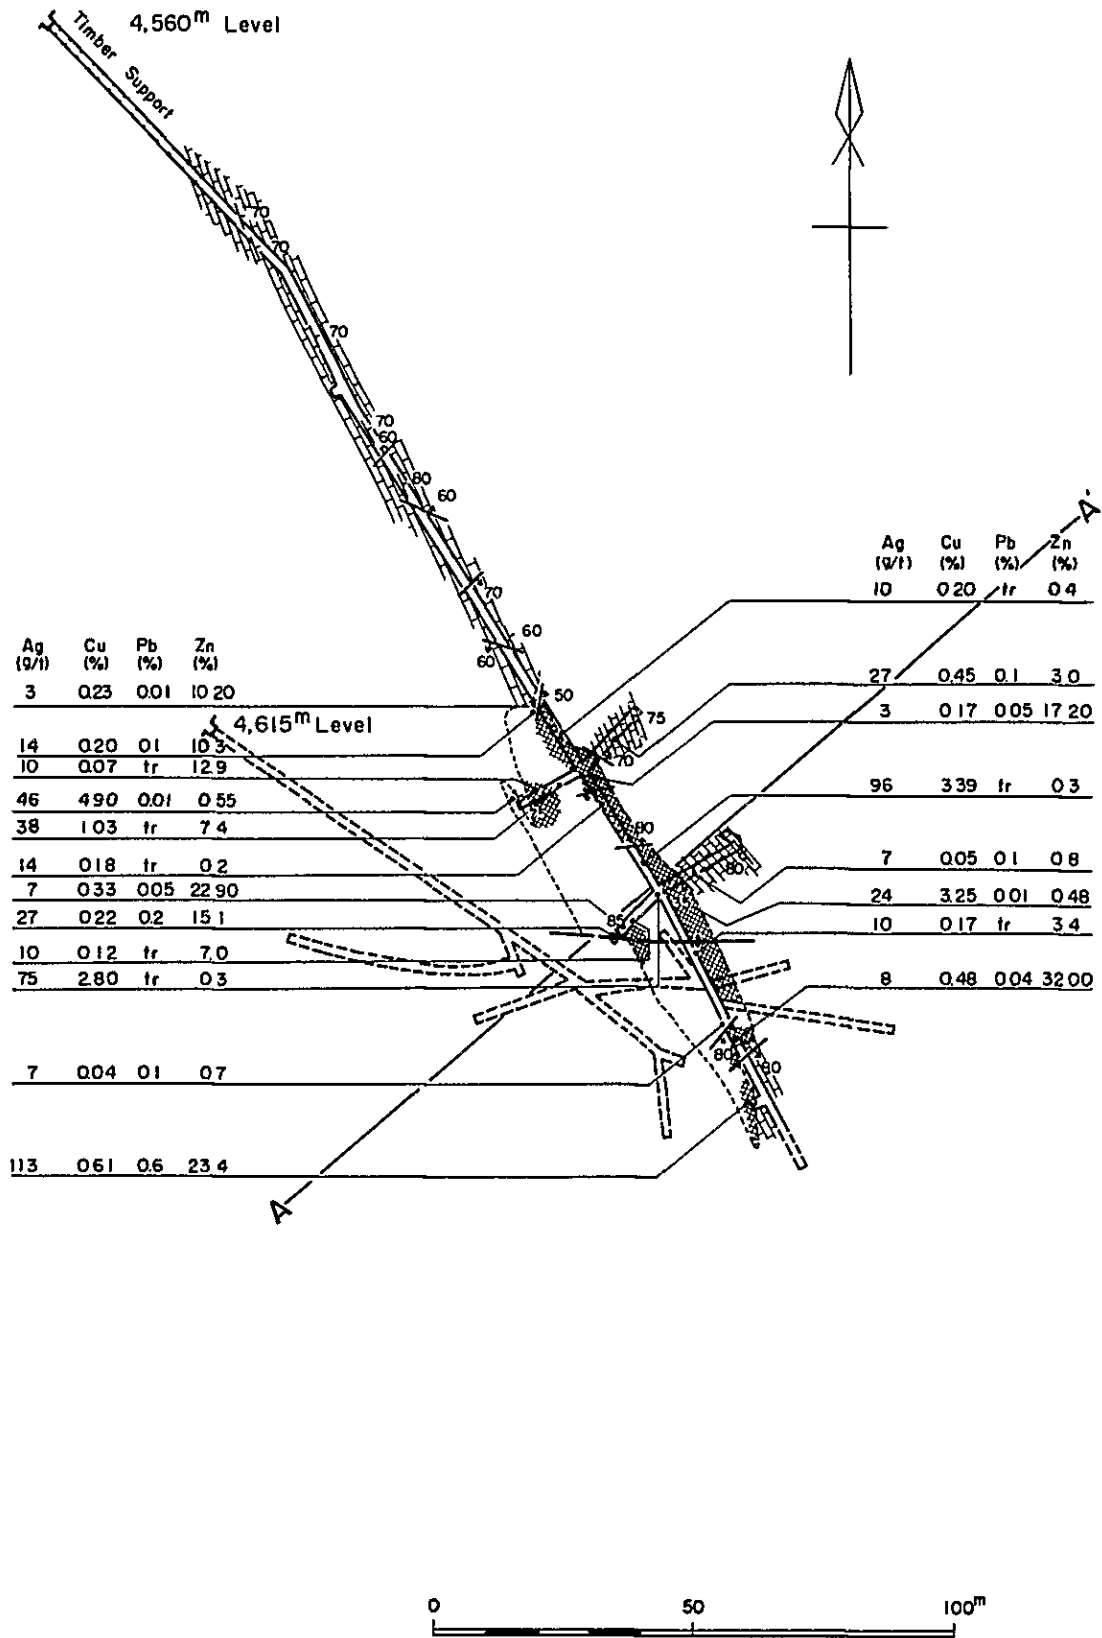 4,560m Level
Timber Support
70
70
70
70
60
80
60
70
60
60
50
75
70
80
80
85
80
80
A'
Ag Cu Pb Zn
(g/t) (%) (%) (%)
10 0.20 tr 0.4
27 0.45 0.1 3.0
3 0.17 0.05 17.20
96 3.39 tr 0.3
7 0.05 0.1 0.8
24 3.25 0.01 0.48
10 0.17 tr 3.4
8 0.48 0.04 32.00
Ag Cu Pb Zn
(g/t) (%) (%) (%)
3 0.23 0.01 10.20
4,615m Level
14 0.20 0.1 10.3
10 0.07 tr 12.9
46 4.90 0.01 0.55
38 1.03 tr 7.4
14 0.18 tr 0.2
7 0.33 0.05 22.90
27 0.22 0.2 15.1
10 0.12 tr 7.0
75 2.80 tr 0.3
7 0.04 0.1 0.7
113 0.61 0.6 23.4
A
0 50 100m